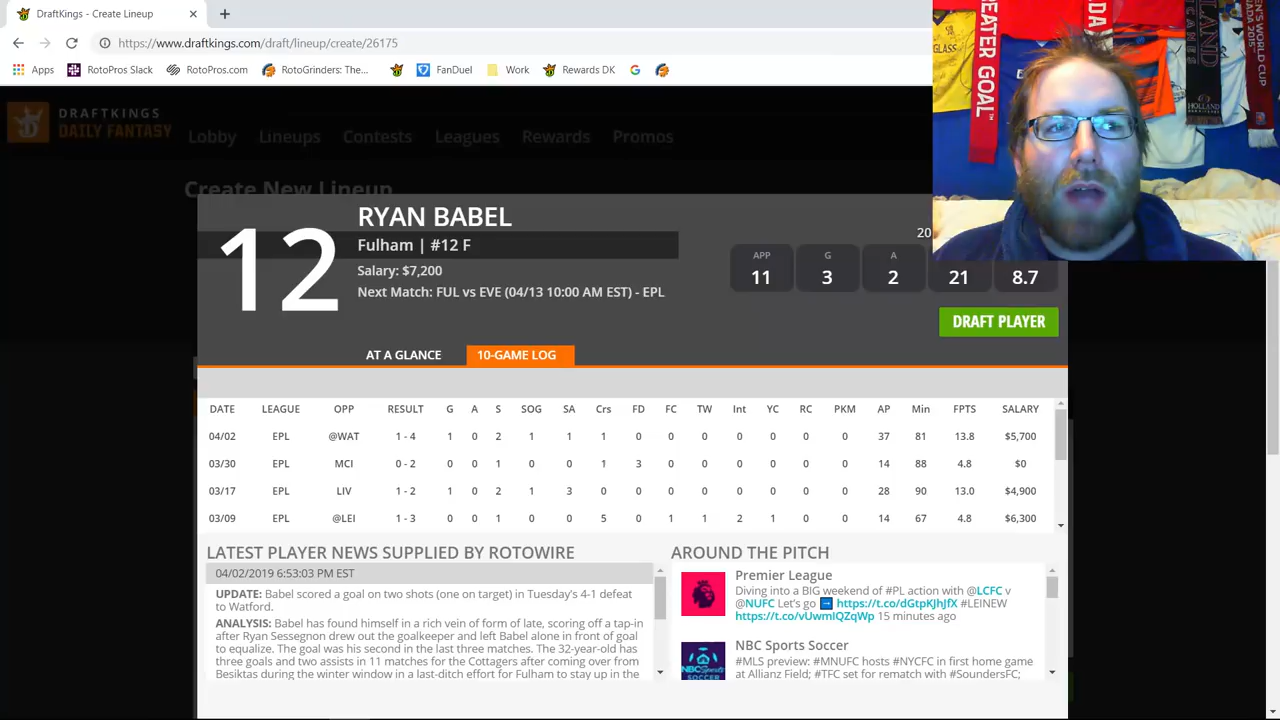 DraftKings - Create Lineup
https://www.draftkings.com/draft/lineup/create/26175
Apps RotoPros Slack RotoPros.com RotoGrinders: The... FanDuel Work Rewards DK
DRAFTKINGS
DAILY FANTASY
Lobby Lineups Contests Leagues Rewards Promos
Create New Lineup
12
RYAN BABEL
Fulham | #12 F
Salary: $7,200
Next Match: FUL vs EVE (04/13 10:00 AM EST) - EPL
20
APP G A
11 3 2 21 8.7
DRAFT PLAYER
AT A GLANCE 10-GAME LOG
DATE LEAGUE OPP RESULT G A S SOG SA Crs FD FC TW Int YC RC PKM AP Min FPTS SALARY
04/02 EPL @WAT 1 - 4 1 0 2 1 1 1 0 0 0 0 0 0 0 37 81 13.8 $5,700
03/30 EPL MCI 0 - 2 0 0 1 0 0 1 3 0 0 0 0 0 0 14 88 4.8 $0
03/17 EPL LIV 1 - 2 1 0 2 1 3 0 0 0 0 0 0 0 0 28 90 13.0 $4,900
03/09 EPL @LEI 1 - 3 0 0 1 0 0 5 0 1 1 2 1 0 0 14 67 4.8 $6,300
LATEST PLAYER NEWS SUPPLIED BY ROTOWIRE
04/02/2019 6:53:03 PM EST
UPDATE: Babel scored a goal on two shots (one on target) in Tuesday's 4-1 defeat
to Watford.
ANALYSIS: Babel has found himself in a rich vein of form of late, scoring off a tap-in
after Ryan Sessegnon drew out the goalkeeper and left Babel alone in front of goal
to equalize. The goal was his second in the last three matches. The 32-year-old has
three goals and two assists in 11 matches for the Cottagers after coming over from
Besiktas during the winter window in a last-ditch effort for Fulham to stay up in the
AROUND THE PITCH
Premier League
Diving into a BIG weekend of #PL action with @LCFC v
@NUFC Let's go https://t.co/dGtpKJhJfX #LEINEW
https://t.co/vUwmIQZqWp 15 minutes ago
NBC Sports Soccer
#MLS preview: #MNUFC hosts #NYCFC in first home game
at Allianz Field; #TFC set for rematch with #SoundersFC;
EATER GOAL
HOLLAND